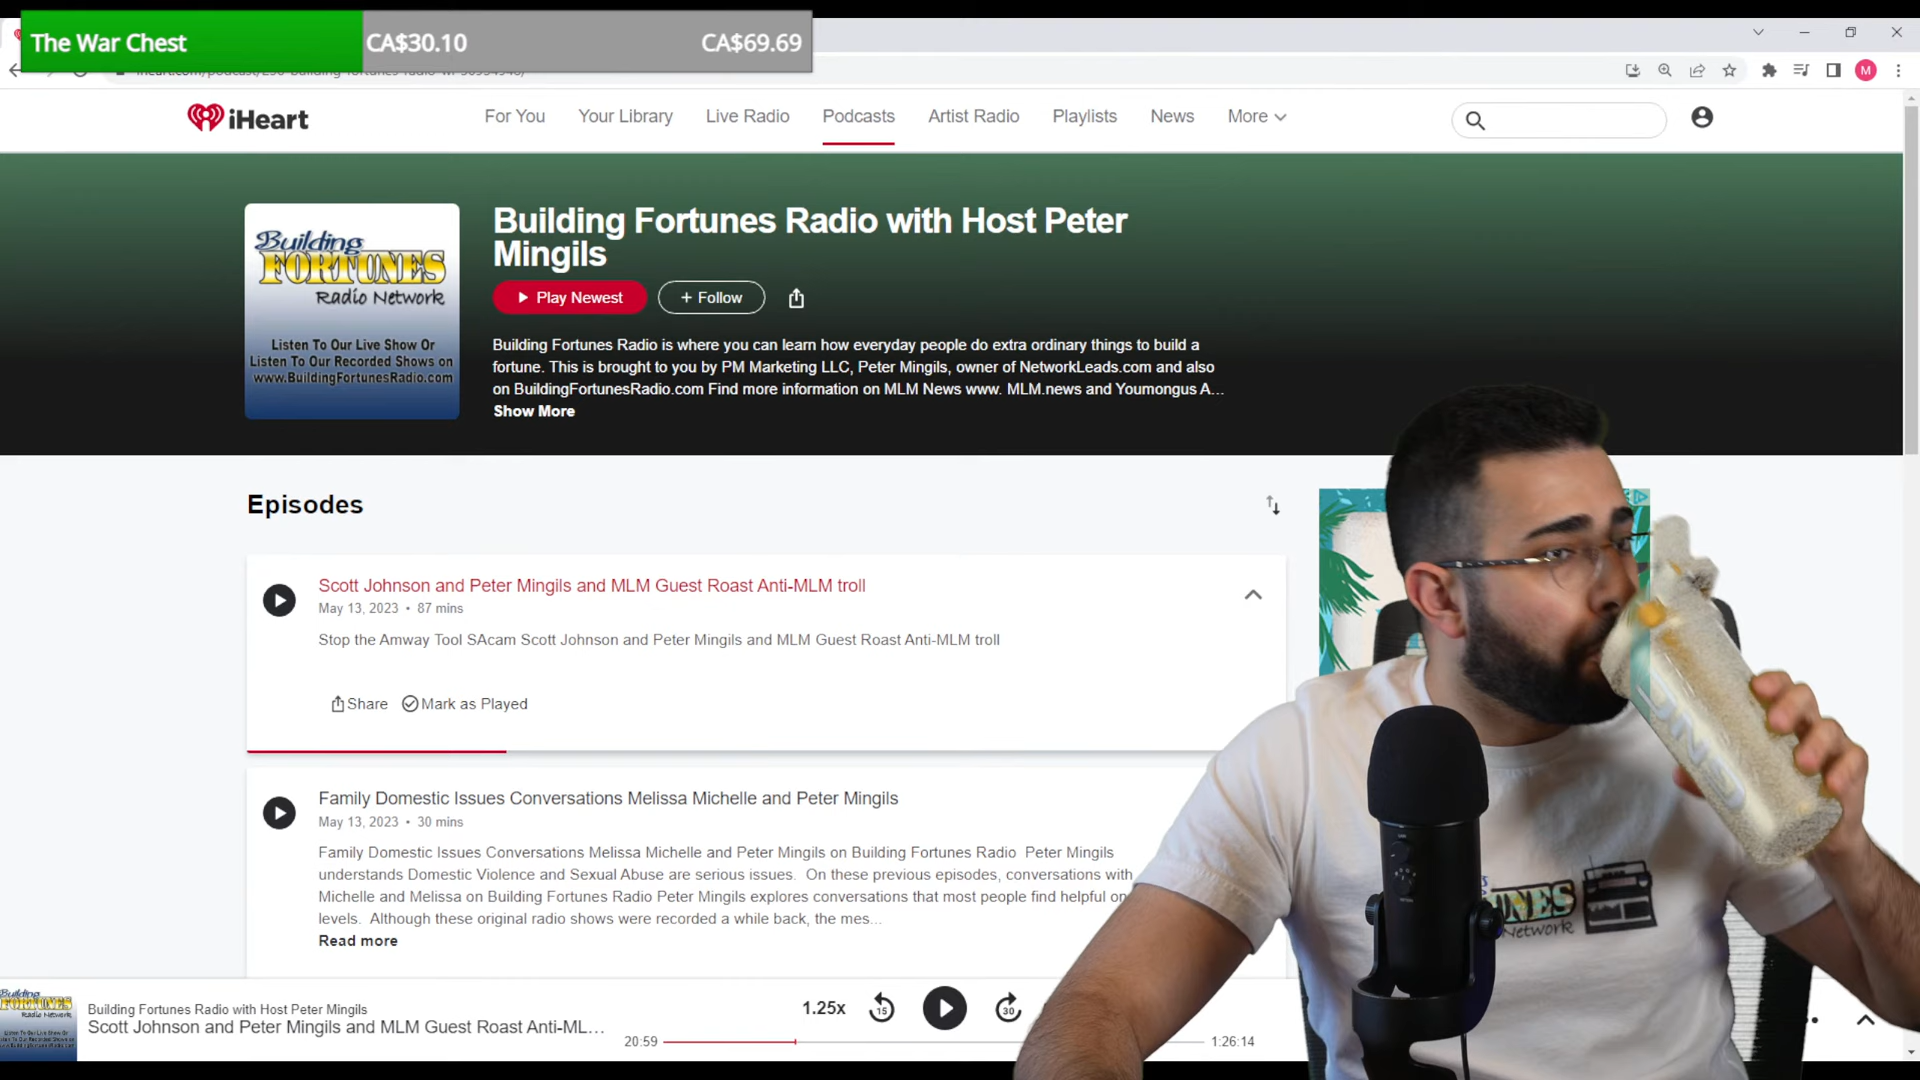 The War Chest CA$30.10 CA$69.69
M
iHeart
For You Your Library Live Radio Podcasts Artist Radio Playlists News More
Building Fortunes Radio with Host Peter
Mingils
Play Newest + Follow
Building Fortunes Radio is where you can learn how everyday people do extra ordinary things to build a
fortune. This is brought to you by PM Marketing LLC, Peter Mingils, owner of NetworkLeads.com and also
on BuildingFortunesRadio.com Find more information on MLM News www. MLM.news and Youmongus A...
Show More
Building
FORTUNES
Radio Network
Listen To Our Live Show Or
Listen To Our Recorded Shows on
www.BuildingFortunesRadio.com
Episodes
Scott Johnson and Peter Mingils and MLM Guest Roast Anti-MLM troll
May 13, 2023 • 87 mins
Stop the Amway Tool SAcam Scott Johnson and Peter Mingils and MLM Guest Roast Anti-MLM troll
Share Mark as Played
Family Domestic Issues Conversations Melissa Michelle and Peter Mingils
May 13, 2023 • 30 mins
Family Domestic Issues Conversations Melissa Michelle and Peter Mingils on Building Fortunes Radio Peter Mingils
understands Domestic Violence and Sexual Abuse are serious issues. On these previous episodes, conversations with
Michelle and Melissa on Building Fortunes Radio Peter Mingils explores conversations that most people find helpful on
levels. Although these original radio shows were recorded a while back, the mes...
Read more
Network
Building
FORTUNES
Radio Network
Building Fortunes Radio with Host Peter Mingils
Scott Johnson and Peter Mingils and MLM Guest Roast Anti-ML...
1.25x 15 30
20:59 1:26:14